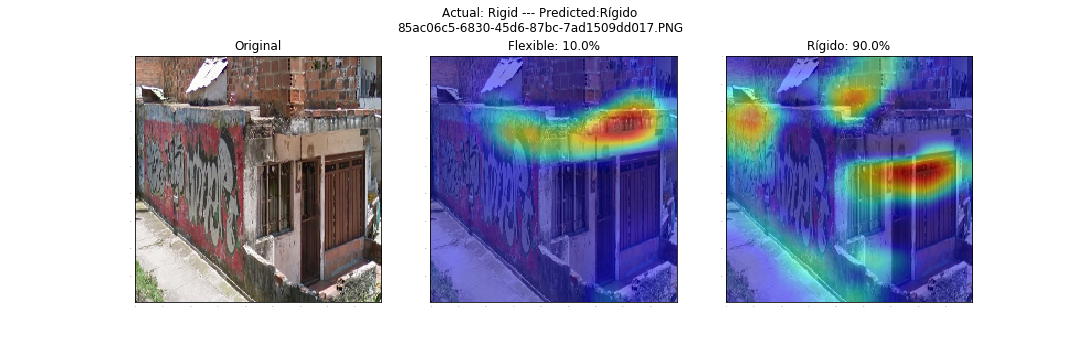 Actual: Rigid --- Predicted:Rígido
85ac06c5-6830-45d6-87bc-7ad1509dd017.PNG
Original
Flexible: 10.0%
Rígido: 90.0%